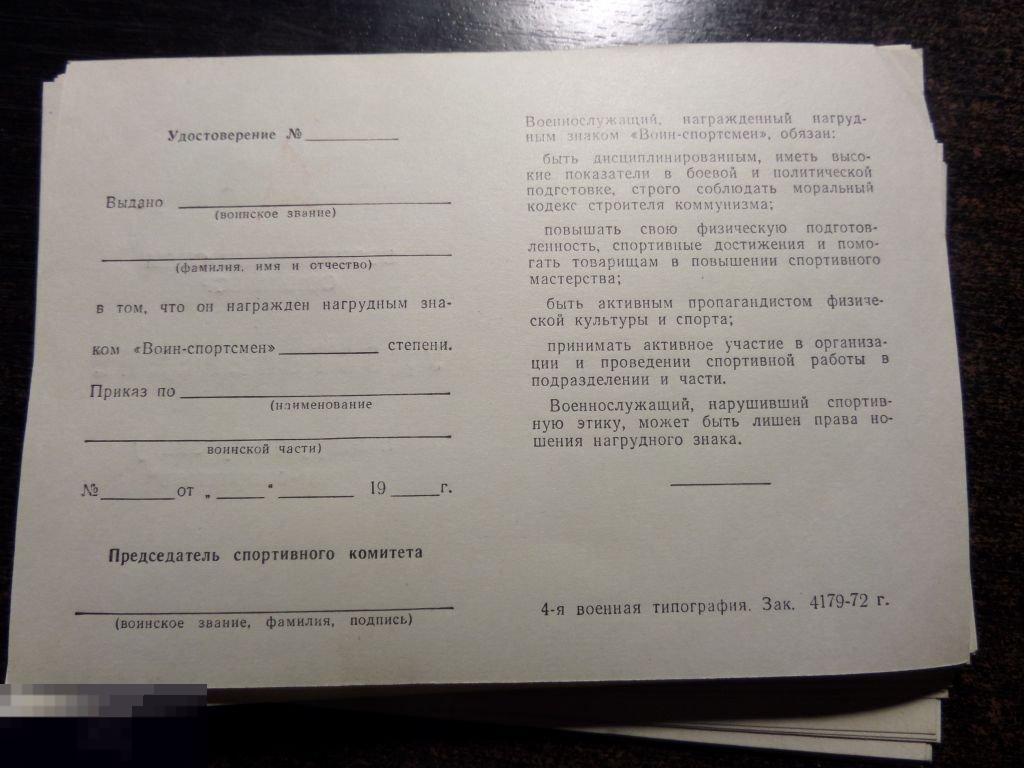 Удостоверение №
Выдано
(воинское звание)
(фамилия, имя и отчество)
в том, что он награжден нагрудным зна-
ком «Воин-спортсмен» степени.
Приказ по
(наименование
воинской части)
№ от „ “ 19 г.
Председатель спортивного комитета
(воинское звание, фамилия, подпись)
Военнослужащий, награжденный нагруд-
ным знаком «Воин-спортсмен», обязан:
быть дисциплинированным, иметь высо-
кие показатели в боевой и политической
подготовке, строго соблюдать моральный
кодекс строителя коммунизма;
повышать свою физическую подготов-
ленность, спортивные достижения и помо-
гать товарищам в повышении спортивного
мастерства;
быть активным пропагандистом физиче-
ской культуры и спорта;
принимать активное участие в организа-
ции и проведении спортивной работы в
подразделении и части.
Военнослужащий, нарушивший спортив-
ную этику, может быть лишен права но-
шения нагрудного знака.
4-я военная типография. Зак. 4179-72 г.